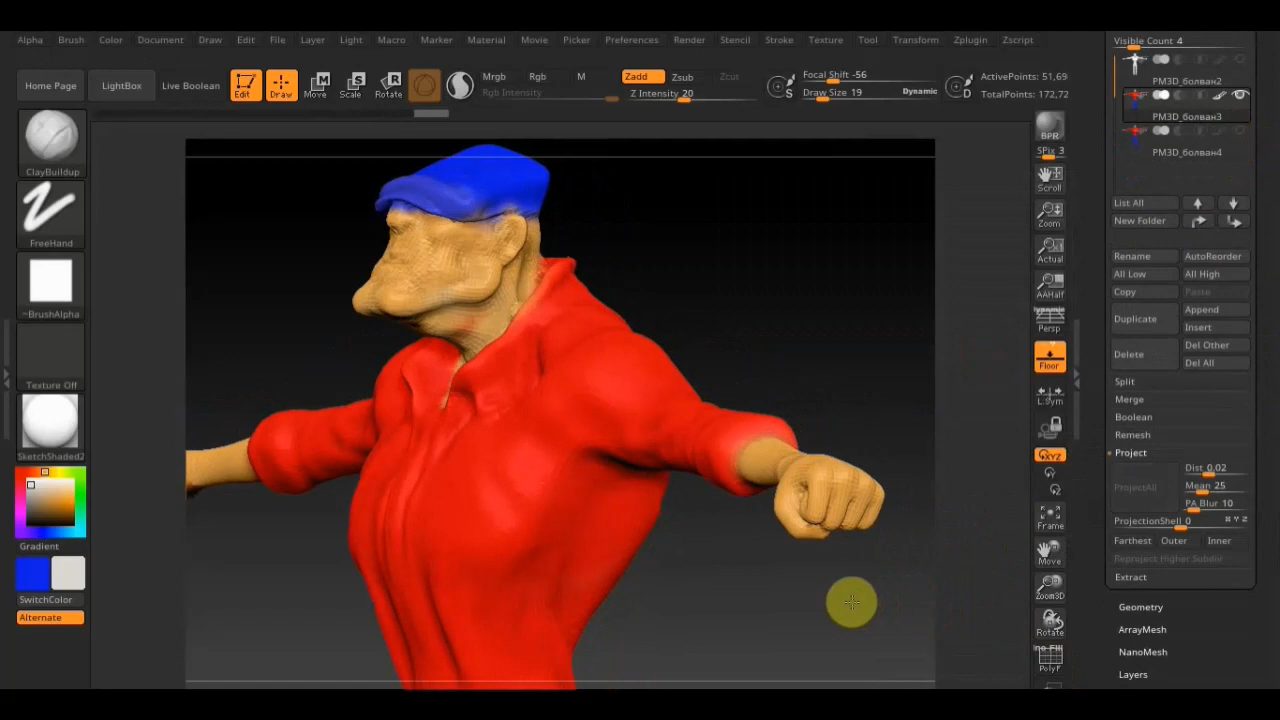 Alpha Brush Color Document Draw Edit File Layer Light Macro Marker Material Movie Picker Preferences Render Stencil Stroke Texture Tool Transform Zplugin Zscript
Home Page LightBox Live Boolean Edit Draw Move Scale Rotate
Mrgb Rgb M Zadd Zsub Zcut
Rgb Intensity Z Intensity 20
S Focal Shift -56
Draw Size 19 Dynamic
D ActivePoints: 51,69
TotalPoints: 172,72
ClayBuildup
FreeHand
~BrushAlpha
Texture Off
SketchShaded2
Gradient
SwitchColor
Alternate
BPR
SPix 3
Scroll
Zoom
Actual
AAHalf
Dynamic
Persp
Floor
L.Sym
XYZ
Y
Z
Frame
Move
Zoom3D
Rotate
Line Fill
PolyF
Visible Count 4
PM3D_болван2
PM3D_болван3
PM3D_болван4
List All
New Folder
Rename AutoReorder
All Low All High
Copy Paste
Duplicate Append
Insert
Delete Del Other
Del All
Split
Merge
Boolean
Remesh
Project
ProjectAll Dist 0.02
Mean 25
PA Blur 10
ProjectionShell 0 X Y Z
Farthest Outer Inner
Reproject Higher Subdiv
Extract
Geometry
ArrayMesh
NanoMesh
Layers